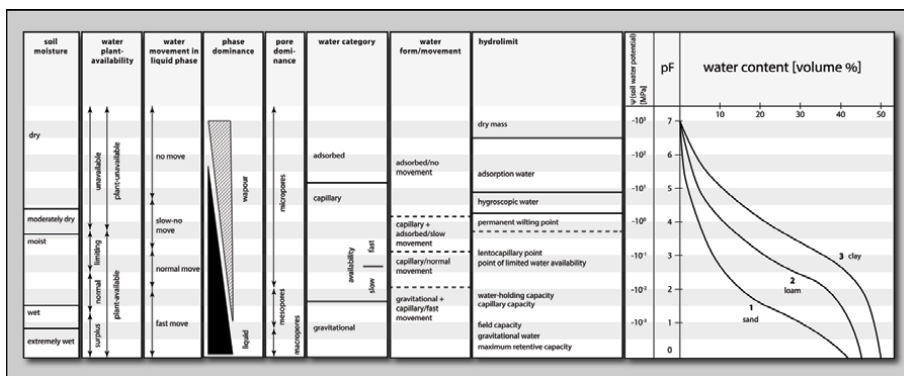 soil
moisture
water
plant-
availability
water
movement in
liquid phase
phase
dominance
pore
domi-
nance
water category
water
form/movement
hydrolimit
Ψ(soil water potential)
[MPa]
pF
water content [volume %]
10
20
30
40
50
dry
moderately dry
moist
wet
extremely wet
unavailable
limiting
normal
surplus
plant-unavailable
plant-available
no move
slow-no
move
normal move
fast move
wapour
liquid
micropores
mesopores
macropores
adsorbed
capillary
availability
fast
slow
gravitational
adsorbed/no
movement
capillary +
adsorbed/slow
movement
capillary/normal
movement
gravitational +
capillary/fast
movement
dry mass
adsorption water
hygroscopic water
permanent wilting point
lentocapillary point
point of limited water availability
water-holding capacity
capillary capacity
field capacity
gravitational water
maximum retentive capacity
-10³
-10²
-10¹
-10⁰
-10⁻¹
-10⁻²
-10⁻³
7
6
5
4
3
2
1
0
3 clay
2
loam
1
sand